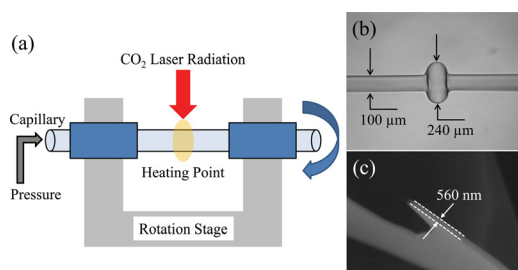 (a)
CO₂ Laser Radiation
Capillary
Pressure
Heating Point
Rotation Stage
(b)
100 µm
240 µm
(c)
560 nm